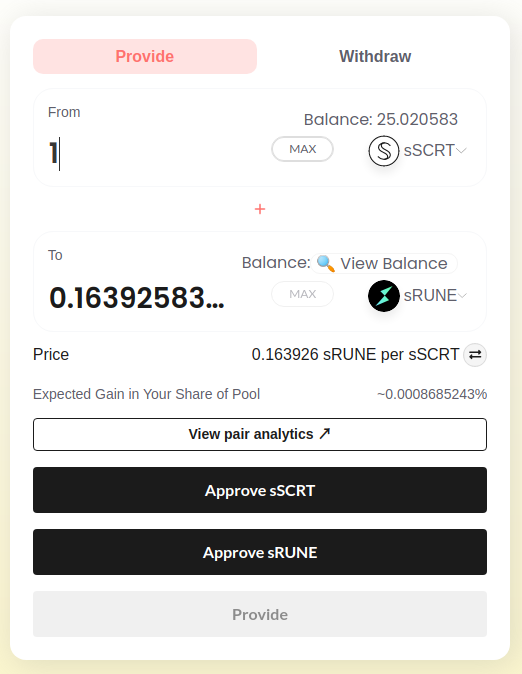 Provide Withdraw
From
Balance: 25.020583
1 MAX sSCRT
+
To
Balance: 🔍 View Balance
0.16392583... MAX sRUNE
Price 0.163926 sRUNE per sSCRT
Expected Gain in Your Share of Pool ~0.0008685243%
View pair analytics ↗
Approve sSCRT
Approve sRUNE
Provide